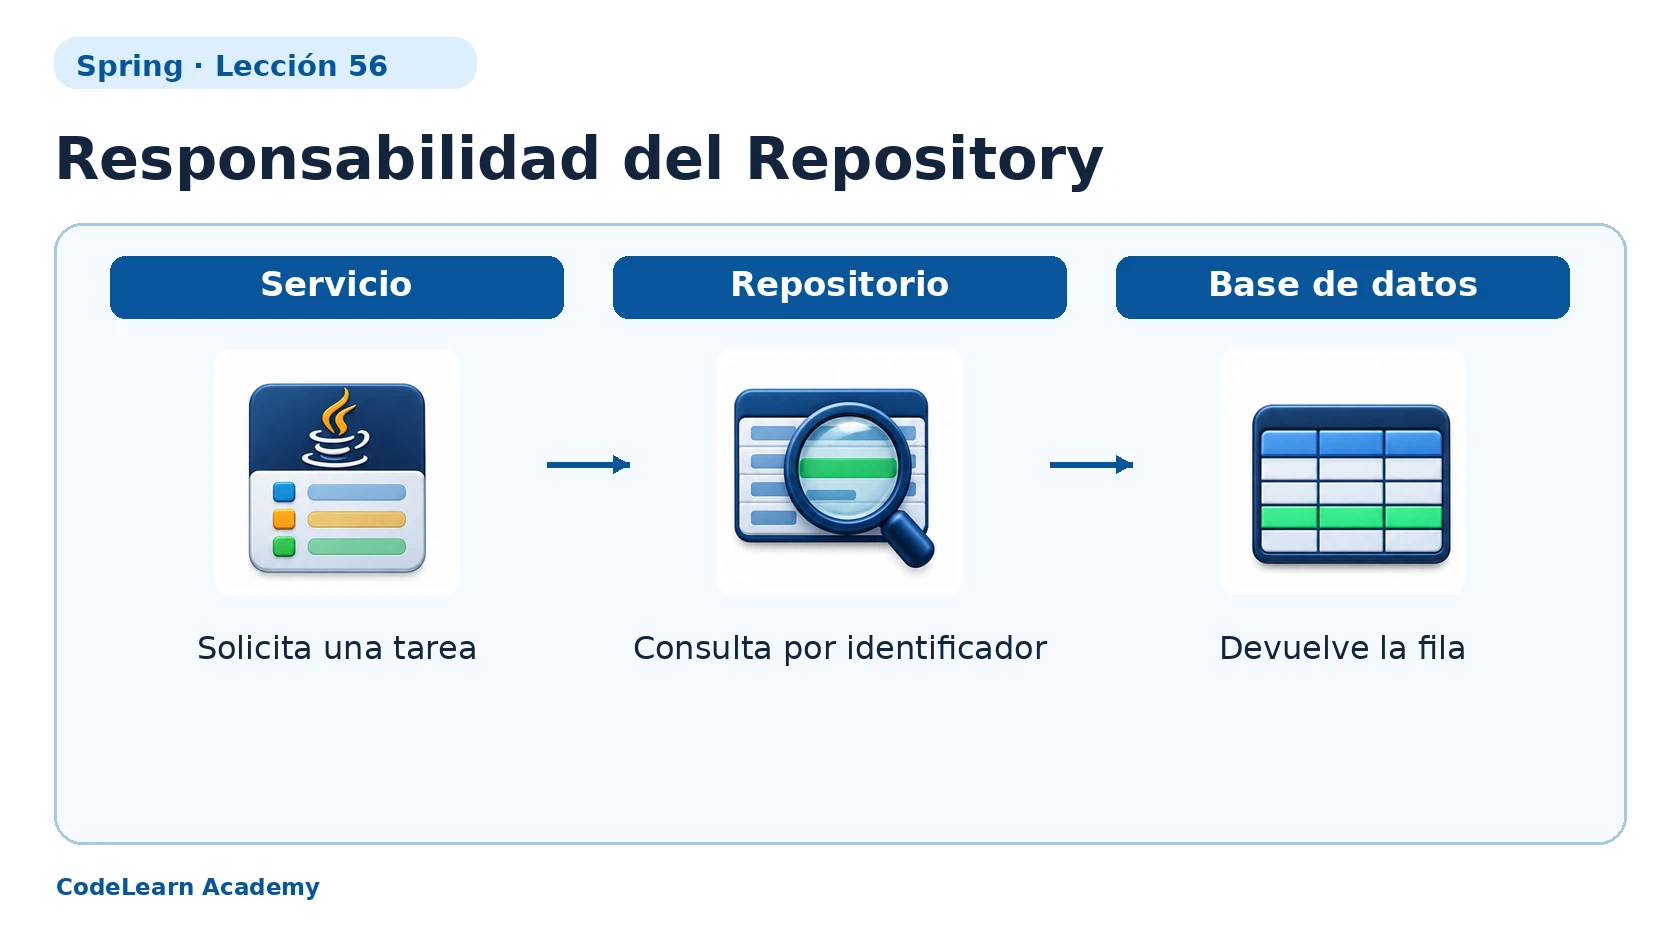 Spring · Lección 56
Responsabilidad del Repository
Servicio
Repositorio
Base de datos
Solicita una tarea
Consulta por identificador
Devuelve la fila
CodeLearn Academy